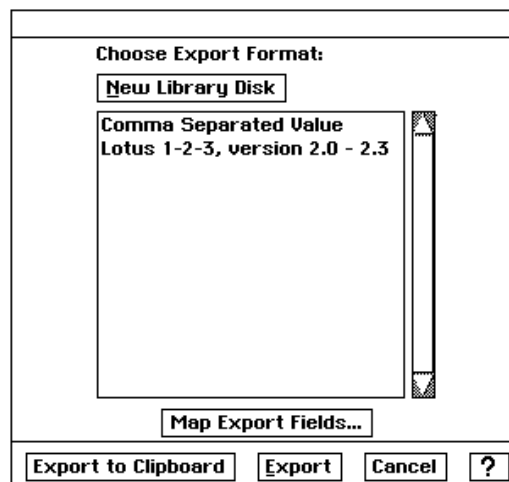 Choose Export Format:
New Library Disk
Comma Separated Value
Lotus 1-2-3, version 2.0 - 2.3
Map Export Fields...
Export to Clipboard Export Cancel ?